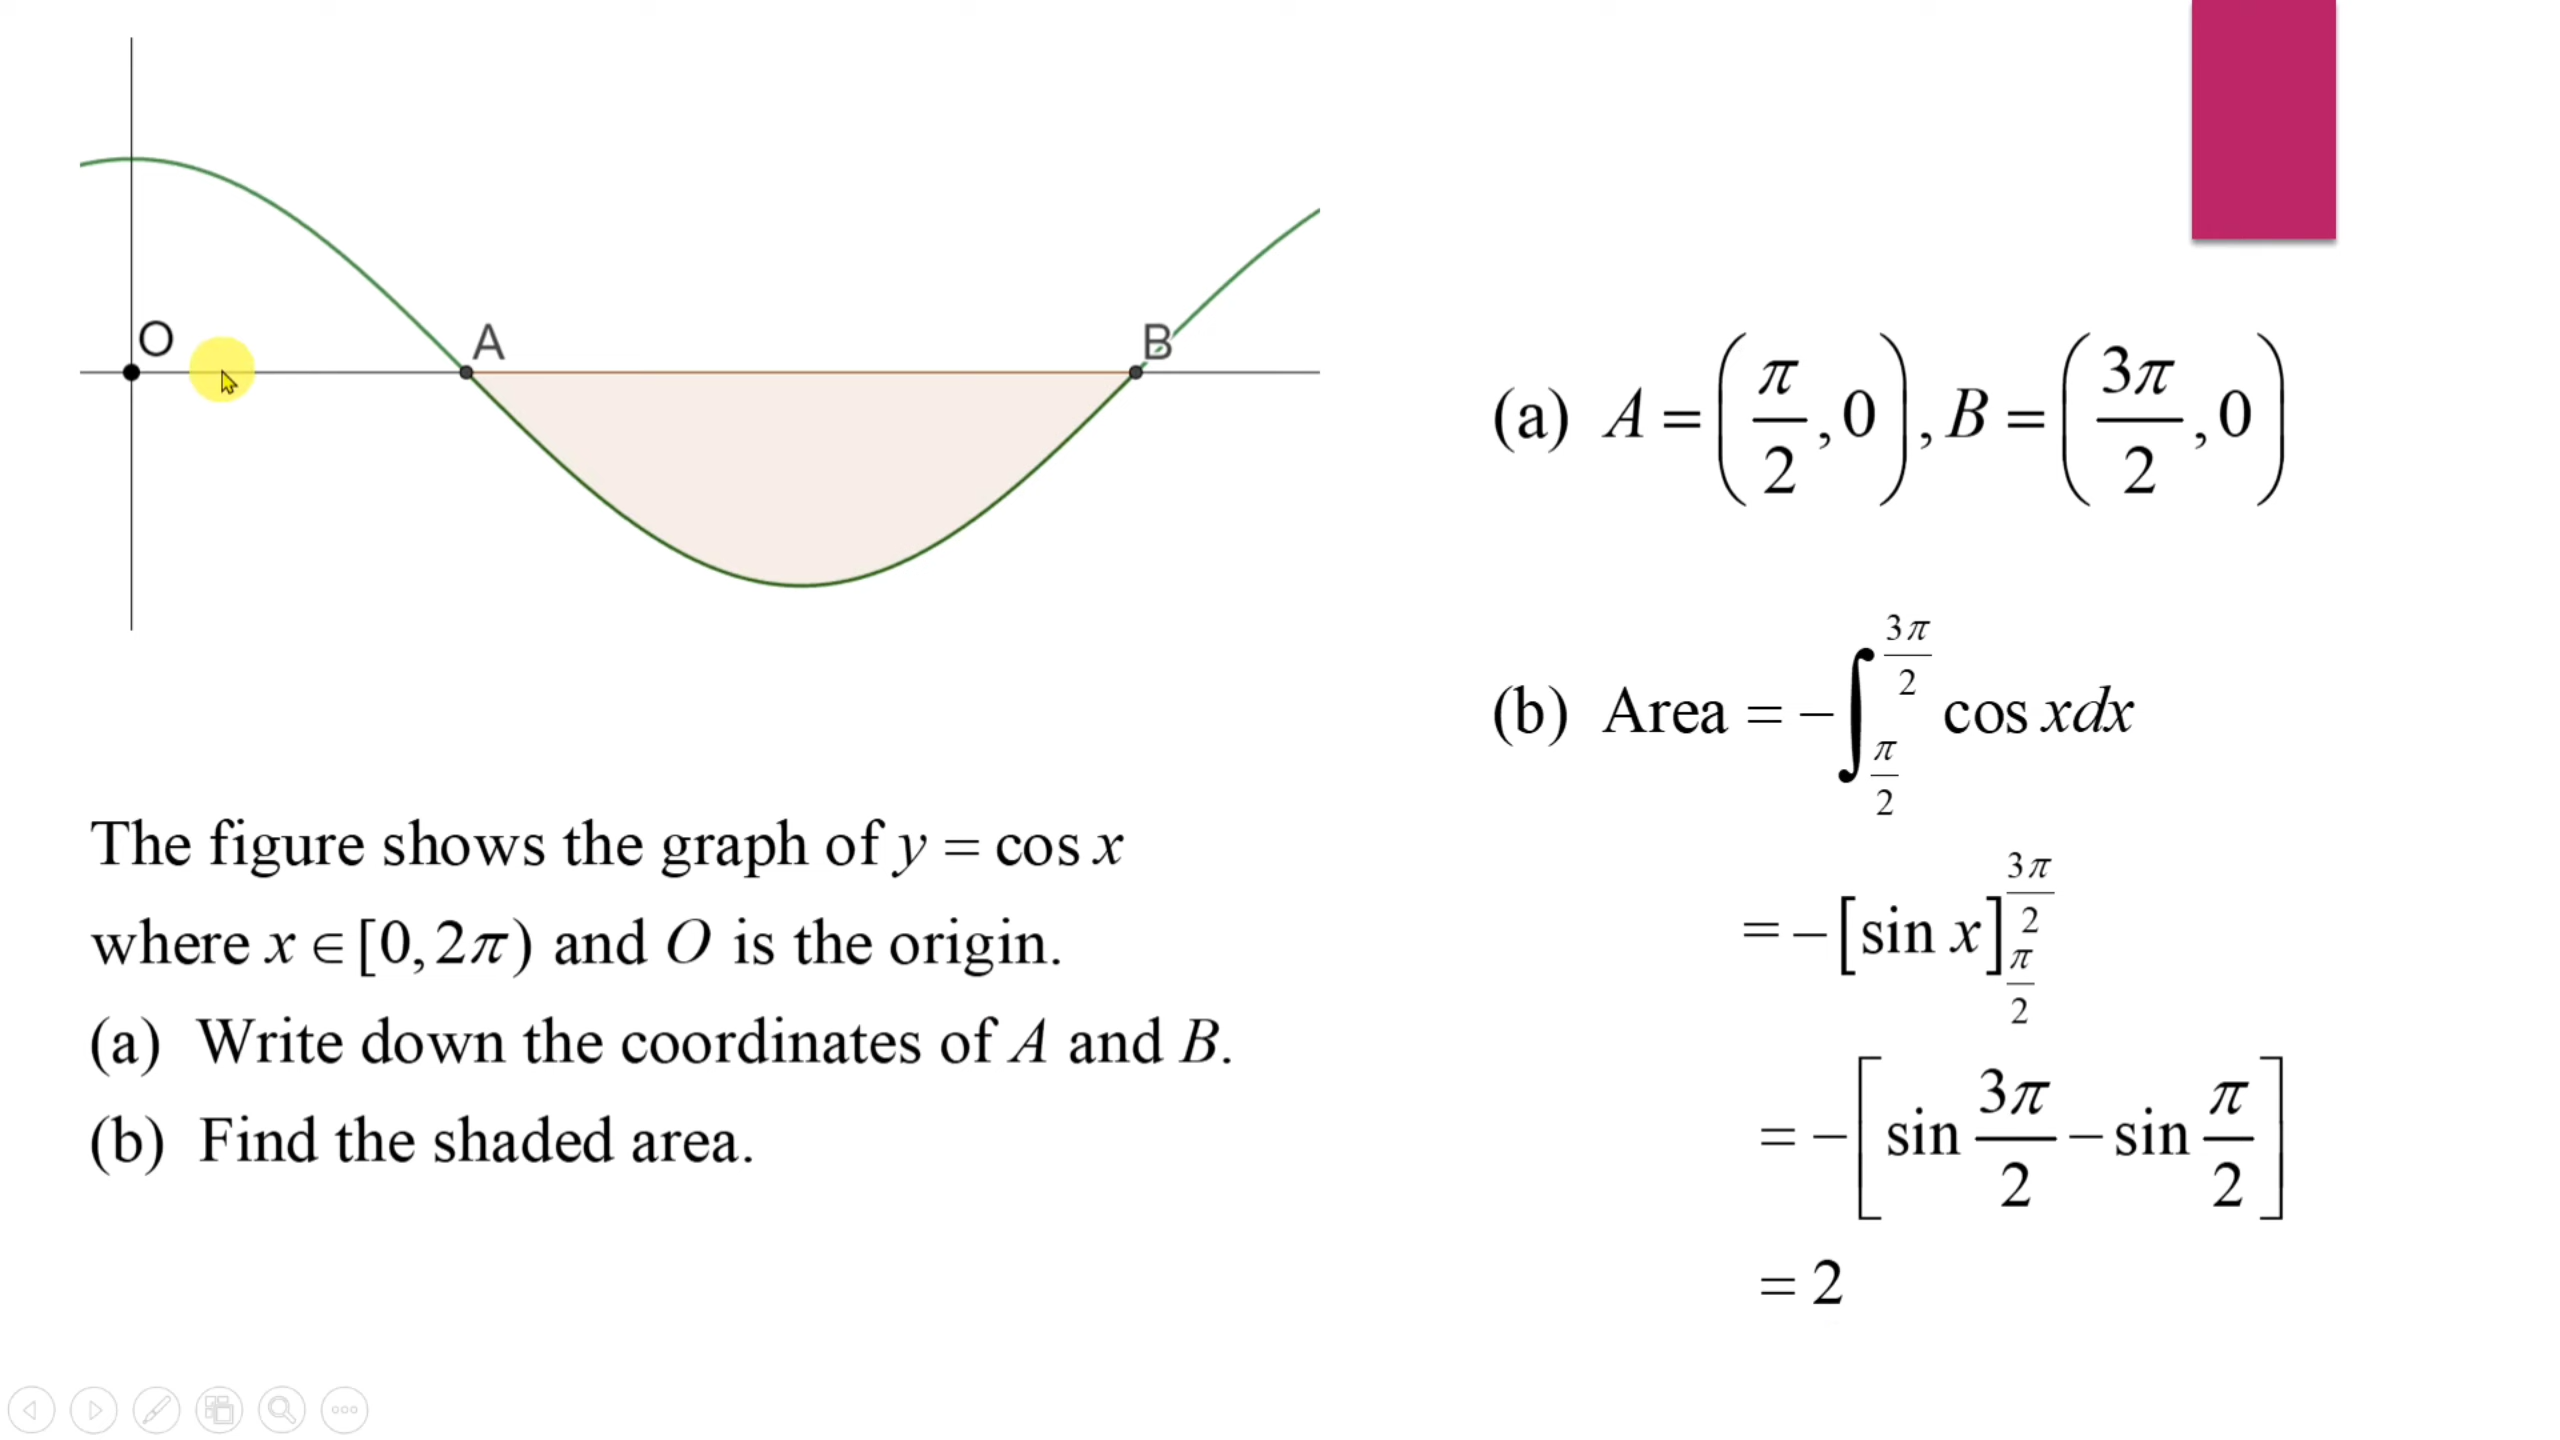 O
A
B
The figure shows the graph of y = cos x
where x ∈ [0, 2π) and O is the origin.
(a) Write down the coordinates of A and B.
(b) Find the shaded area.
(a) A = (π/2, 0), B = (3π/2, 0)
(b) Area = −∫_{π/2}^{3π/2} cos xdx
= −[sin x]_{π/2}^{3π/2}
= −[sin 3π/2 − sin π/2]
= 2